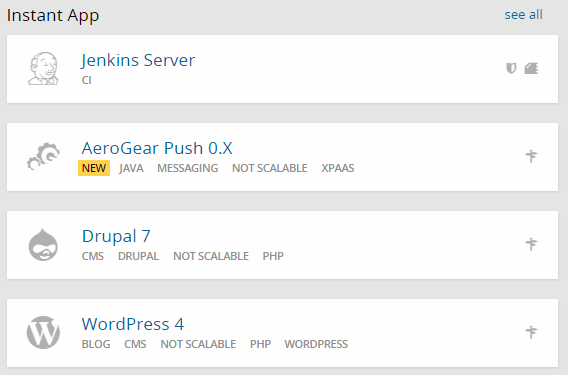 Instant App see all
Jenkins Server
CI
AeroGear Push 0.X
NEW JAVA MESSAGING NOT SCALABLE XPAAS
Drupal 7
CMS DRUPAL NOT SCALABLE PHP
WordPress 4
BLOG CMS NOT SCALABLE PHP WORDPRESS